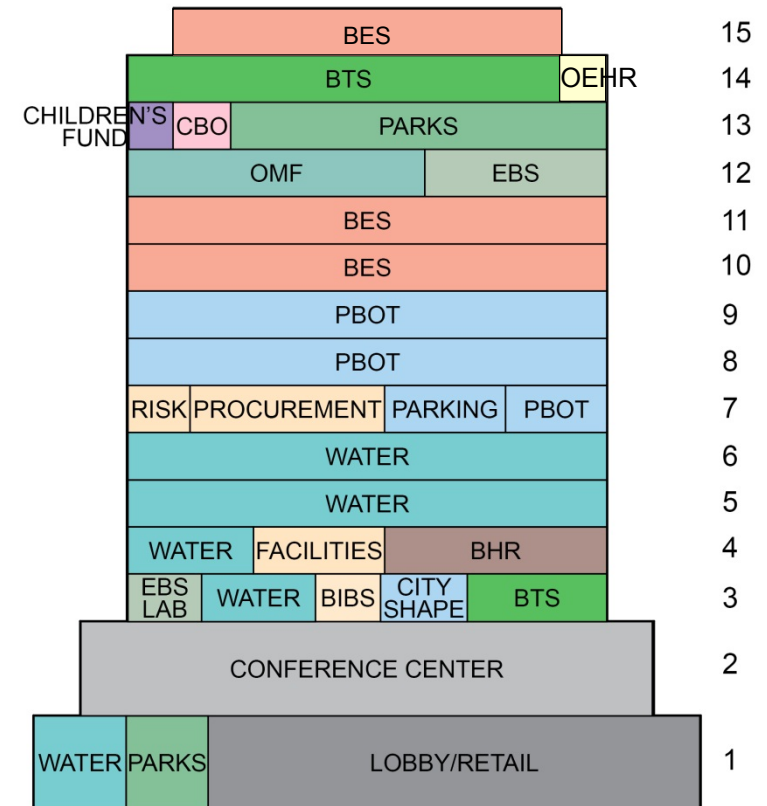 BES 15
BTS OEHR 14
CHILDREN'S
FUND CBO PARKS 13
OMF EBS 12
BES 11
BES 10
PBOT 9
PBOT 8
RISK PROCUREMENT PARKING PBOT 7
WATER 6
WATER 5
WATER FACILITIES BHR 4
EBS
LAB WATER BIBS CITY
SHAPE BTS 3
CONFERENCE CENTER 2
WATER PARKS LOBBY/RETAIL 1